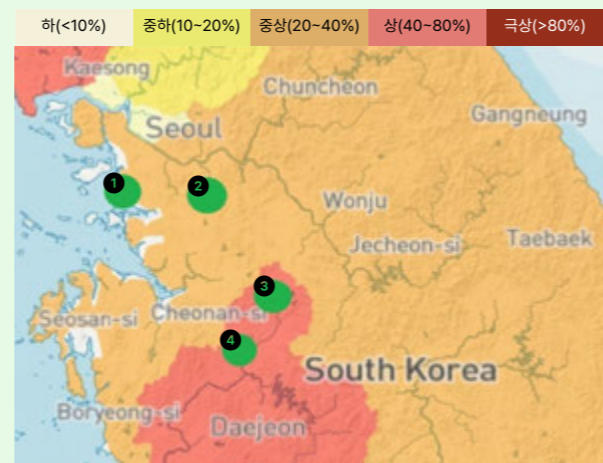 하(<10%) 중하(10~20%) 중상(20~40%) 상(40~80%) 극상(>80%)
Kaesong
Chuncheon
Gangneung
Seoul
1
2
Wonju
Jecheon-si
Taebaek
3
Cheonan-si
Seosan-si
4
South Korea
Boryeong-si
Daejeon